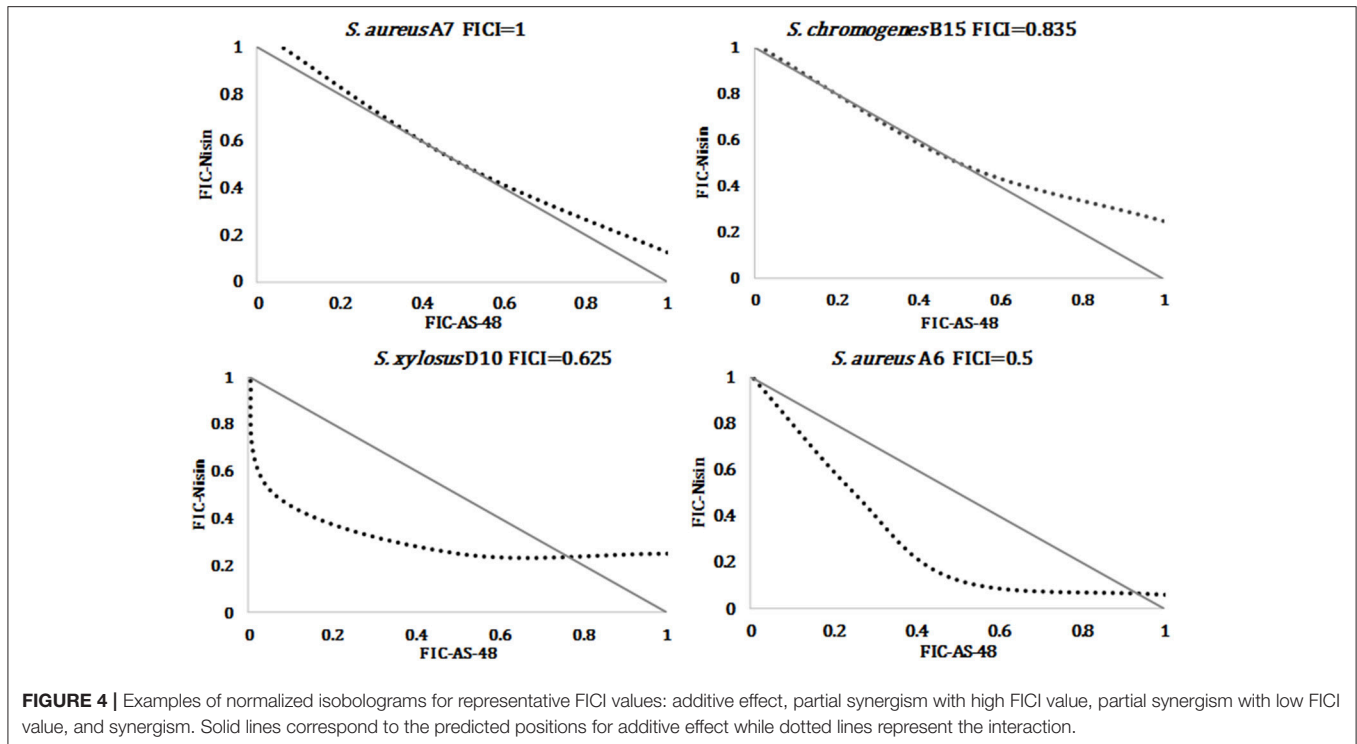 S. aureus A7 FICI=1
1
0.8
0.6
0.4
0.2
0
FIC-Nisin
0 0.2 0.4 0.6 0.8 1
FIC-AS-48
S. chromogenes B15 FICI=0.835
1
0.8
0.6
0.4
0.2
0
FIC-Nisin
0 0.2 0.4 0.6 0.8 1
FIC-AS-48
S. xylosus D10 FICI=0.625
1
0.8
0.6
0.4
0.2
0
FIC-Nisin
0 0.2 0.4 0.6 0.8 1
FIC-AS-48
S. aureus A6 FICI=0.5
1
0.8
0.6
0.4
0.2
0
FIC-Nisin
0 0.2 0.4 0.6 0.8 1
FIC-AS-48
FIGURE 4 | Examples of normalized isobolograms for representative FICI values: additive effect, partial synergism with high FICI value, partial synergism with low FICI
value, and synergism. Solid lines correspond to the predicted positions for additive effect while dotted lines represent the interaction.